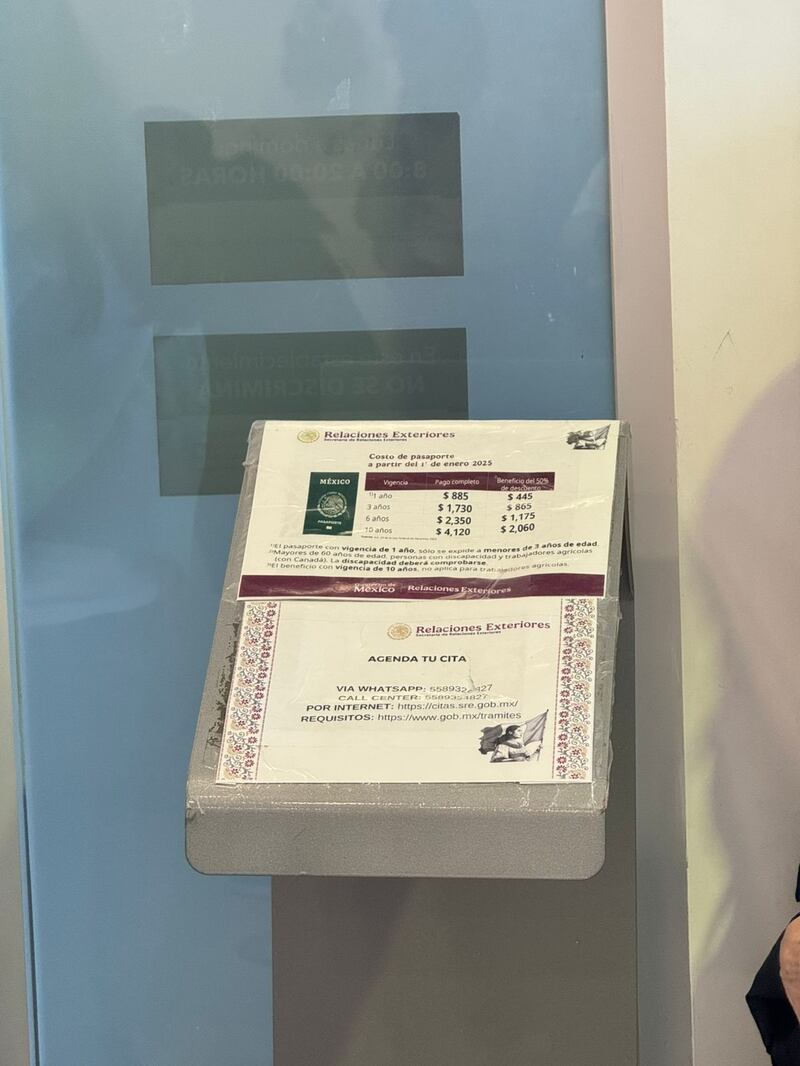 8:00 A 20:00 HORAS
En este establecimiento
NO SE DISCRIMINA
Relaciones Exteriores
Secretaría de Relaciones Exteriores
Costo de pasaporte
a partir del 1° de enero 2025
MÉXICO
PASAPORTE
Vigencia Pago completo Beneficio del 50% de descuento
1 año $ 885 $ 445
3 años $ 1,730 $ 865
6 años $ 2,350 $ 1,175
10 años $ 4,120 $ 2,060
El pasaporte con vigencia de 1 año, sólo se expide a menores de 3 años de edad.
Mayores de 60 años de edad, personas con discapacidad y trabajadores agrícolas
(con Canadá). La discapacidad deberá comprobarse.
El beneficio con vigencia de 10 años, no aplica para trabajadores agrícolas.
México Relaciones Exteriores
Relaciones Exteriores
Secretaría de Relaciones Exteriores
AGENDA TU CITA
VIA WHATSAPP:
CALL CENTER:
POR INTERNET: https://citas.sre.gob.mx/
REQUISITOS: https://www.gob.mx/tramites